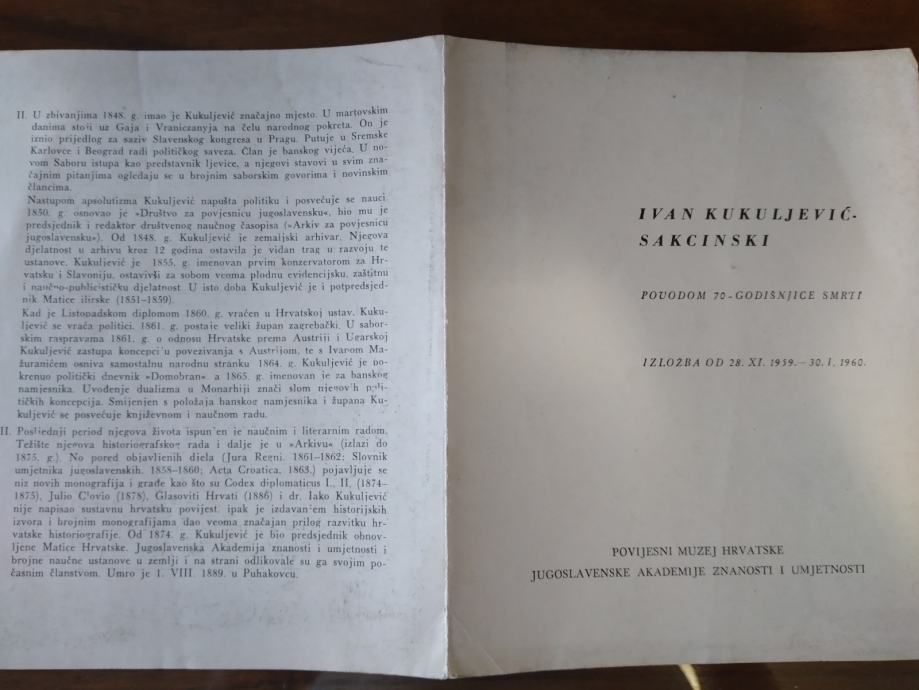 II. U zbivanjima 1848. g. imao je Kukuljević značajno mjesto. U martovskim
danima stoji uz Gaja i Vraniczanyja na čelu narodnog pokreta. On je
iznio prijedlog za saziv Slavenskog kongresa u Pragu. Putuje u Sremske
Karlovce i Beograd radi političkog saveza. Član je banskog vijeća. U no-
vom Saboru istupa kao predstavnik ljevice, a njegovi stavovi u svim zna-
čajnim pitanjima ogledaju se u brojnim saborskim govorima i novinskim
člancima.
Nastupom apsolutizma Kukuljević napušta politiku i posvećuje se nauci
1850. g. osnovao je »Društvo za povjesnicu jugoslavensku«, bio mu je
predsjednik i redaktor društvenog naučnog časopisa (»Arkiv za povjesnicu
jugoslavensku«). Od 1848. g. Kukuljević je zemaljski arhivar. Njegova
djelatnost u arhivu kroz 12 godina ostavila je vidan trag u razvoju te
ustanove. Kukuljević je 1855. g. imenovan prvim konzervatorom za Hr-
vatsku i Slavoniju, ostavivši za sobom veoma plodnu evidencijsku, zaštitnu
i naučno-publicističku djelatnost. U isto doba Kukuljević je i potpredsjed-
nik Matice ilirske (1851—1859).
Kad je Listopadskom diplomom 1860. g. vraćen u Hrvatskoj ustav, Kuku-
ljević se vraća politici. 1861. g. postaje veliki župan zagrebački. U sabor-
skim raspravama 1861. g. o odnosu Hrvatske prema Austriji i Ugarskoj
Kukuljević zastupa koncepciju povezivanja s Austrijom, te s Ivanom Ma-
žuranićem osniva samostalnu narodnu stranku 1864. g. Kukuljević je po-
krenuo politički dnevnik »Domobran« a 1865. g. imenovan je za banskog
namjesnika. Uvođenje dualizma u Monarhiji znači slom njegovih poli-
tičkih koncepcija. Smijenjen s položaja banskog namjesnika i župana Ku-
kuljević se posvećuje književnom i naučnom radu.
II. Posljednji period njegova života ispunjen je naučnim i literarnim radom.
Težište njegova historiografskog rada i dalje je u »Arkivu« (izlazi do
1875. g.). No pored objavljenih djela (Jura Regni, 1861—1862; Slovnik
umjetnika jugoslavenskih, 1858—1860; Acta Croatica, 1863.) pojavljuje se
niz novih monografija i građe kao što su Codex diplomaticus I., II. (1874—
1875), Julio Clovio (1878), Glasoviti Hrvati (1886) i dr. Iako Kukuljević
nije napisao sustavnu hrvatsku povijest, ipak je izdavanjem historijskih
izvora i brojnim monografijama dao veoma značajan prilog razvitku hr-
vatske historiografije. Od 1874. g. Kukuljević je bio predsjednik obnov-
ljene Matice Hrvatske. Jugoslavenska Akademija znanosti i umjetnosti i
brojne naučne ustanove u zemlji i na strani odlikovale su ga svojim po-
časnim članstvom. Umro je 1. VIII. 1889. u Puhakovcu.
IVAN KUKULJEVIĆ-
SAKCINSKI
POVODOM 70-GODIŠNJICE SMRTI
IZLOŽBA OD 28. XI. 1959.—30. I. 1960.
POVIJESNI MUZEJ HRVATSKE
JUGOSLAVENSKE AKADEMIJE ZNANOSTI I UMJETNOSTI